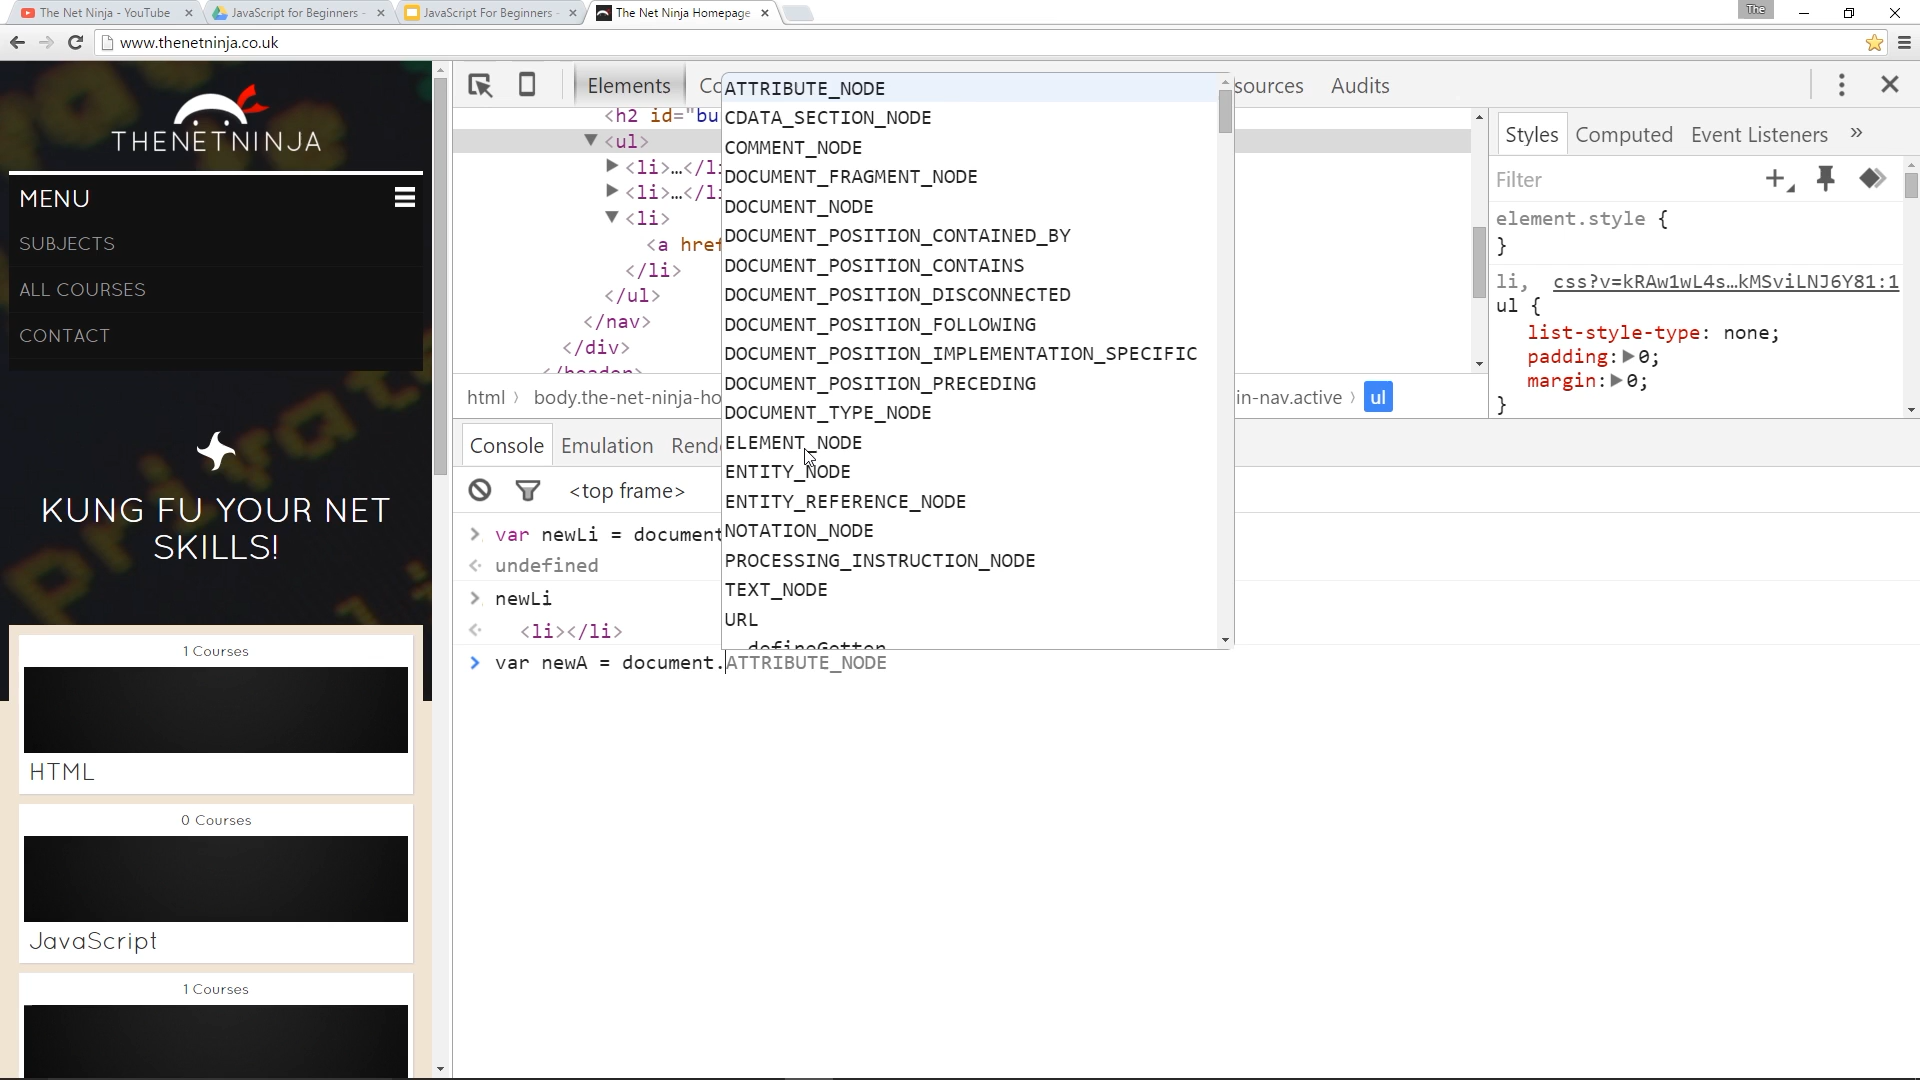 The Net Ninja - YouTube
JavaScript for Beginners -
JavaScript For Beginners -
The Net Ninja Homepage
The
www.thenetninja.co.uk
THENETNINJA
MENU
SUBJECTS
ALL COURSES
CONTACT
KUNG FU YOUR NET
SKILLS!
1 Courses
HTML
0 Courses
JavaScript
1 Courses
Elements
Co
sources
Audits
<h2 id="bu
<ul>
<li>…</li
<li>…</li
<li>
<a href
</li>
</ul>
</nav>
</div>
html
body.the-net-ninja-ho
in-nav.active
ul
Styles
Computed
Event Listeners
»
Filter
element.style {
}
li,
css?v=kRAw1wL4s…kMSviLNJ6Y81:1
ul {
list-style-type: none;
padding: 0;
margin: 0;
}
Console
Emulation
Rend
<top frame>
> var newLi = document
undefined
> newLi
<li></li>
> var newA = document.ATTRIBUTE_NODE
ATTRIBUTE_NODE
CDATA_SECTION_NODE
COMMENT_NODE
DOCUMENT_FRAGMENT_NODE
DOCUMENT_NODE
DOCUMENT_POSITION_CONTAINED_BY
DOCUMENT_POSITION_CONTAINS
DOCUMENT_POSITION_DISCONNECTED
DOCUMENT_POSITION_FOLLOWING
DOCUMENT_POSITION_IMPLEMENTATION_SPECIFIC
DOCUMENT_POSITION_PRECEDING
DOCUMENT_TYPE_NODE
ELEMENT_NODE
ENTITY_NODE
ENTITY_REFERENCE_NODE
NOTATION_NODE
PROCESSING_INSTRUCTION_NODE
TEXT_NODE
URL